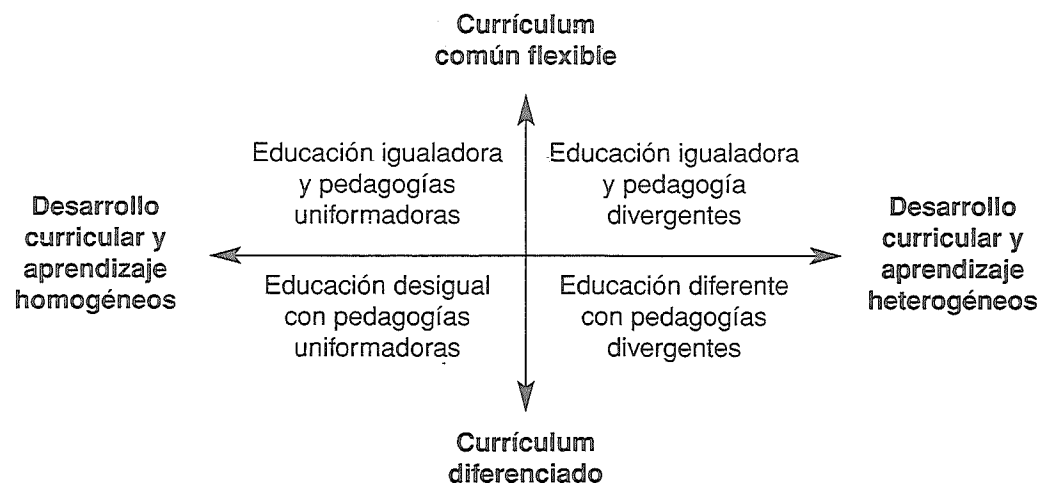 Currículum
común flexible
Educación igualadora
y pedagogías
uniformadoras
Educación igualadora
y pedagogía
divergentes
Desarrollo
curricular y
aprendizaje
homogéneos
Desarrollo
curricular y
aprendizaje
heterogéneos
Educación desigual
con pedagogías
uniformadoras
Educación diferente
con pedagogías
divergentes
Currículum
diferenciado